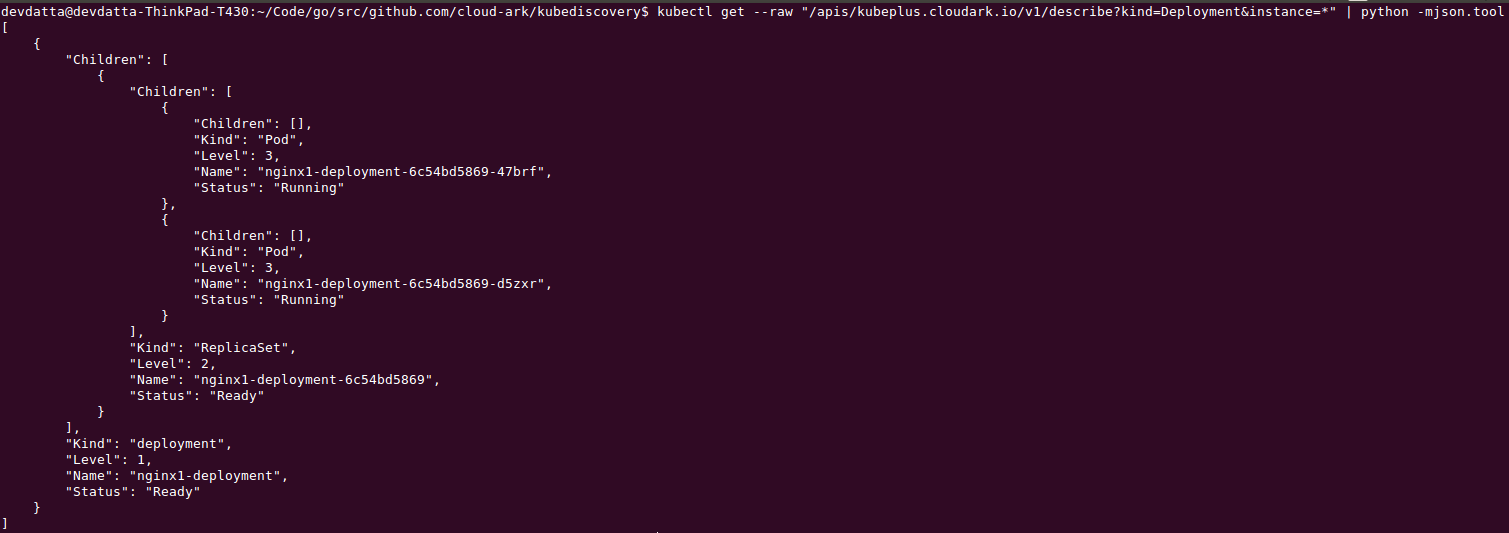 devdatta@devdatta-ThinkPad-T430:~/Code/go/src/github.com/cloud-ark/kubediscovery$ kubectl get --raw "/apis/kubeplus.cloudark.io/v1/describe?kind=Deployment&instance=*" | python -mjson.tool
[
    {
        "Children": [
            {
                "Children": [
                    {
                        "Children": [],
                        "Kind": "Pod",
                        "Level": 3,
                        "Name": "nginx1-deployment-6c54bd5869-47brf",
                        "Status": "Running"
                    },
                    {
                        "Children": [],
                        "Kind": "Pod",
                        "Level": 3,
                        "Name": "nginx1-deployment-6c54bd5869-d5zxr",
                        "Status": "Running"
                    }
                ],
                "Kind": "ReplicaSet",
                "Level": 2,
                "Name": "nginx1-deployment-6c54bd5869",
                "Status": "Ready"
            }
        ],
        "Kind": "deployment",
        "Level": 1,
        "Name": "nginx1-deployment",
        "Status": "Ready"
    }
]